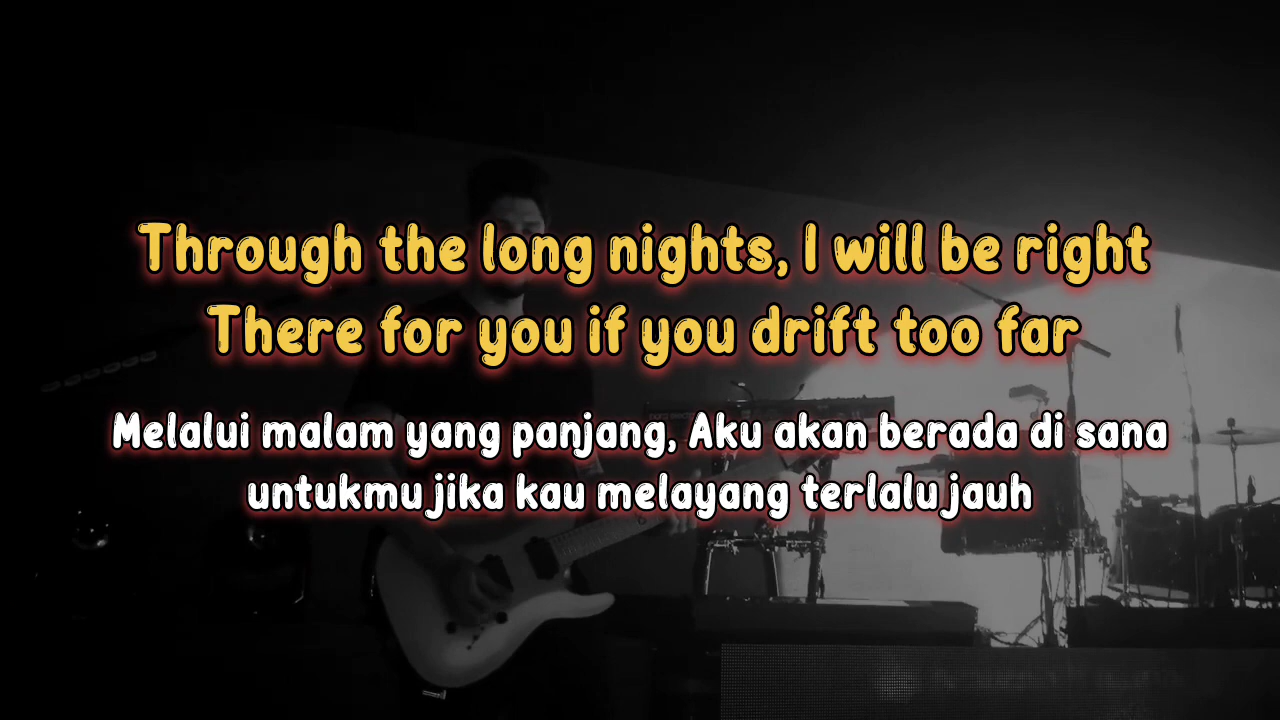 Through the long nights, I will be right
There for you if you drift too far
Melalui malam yang panjang, Aku akan berada di sana
untukmu jika kau melayang terlalu jauh